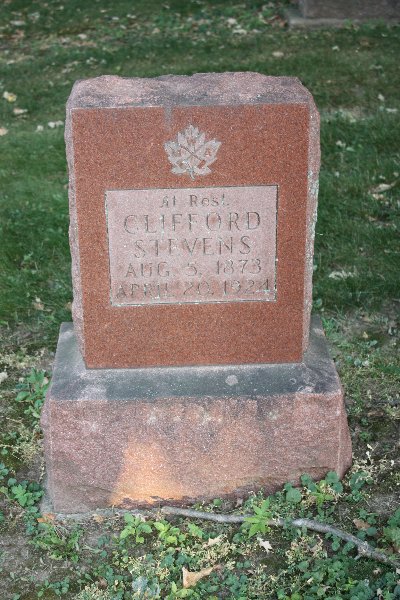 At Rest
CLIFFORD
STEVENS
AUG. 5, 1873
APRIL 20, 1924